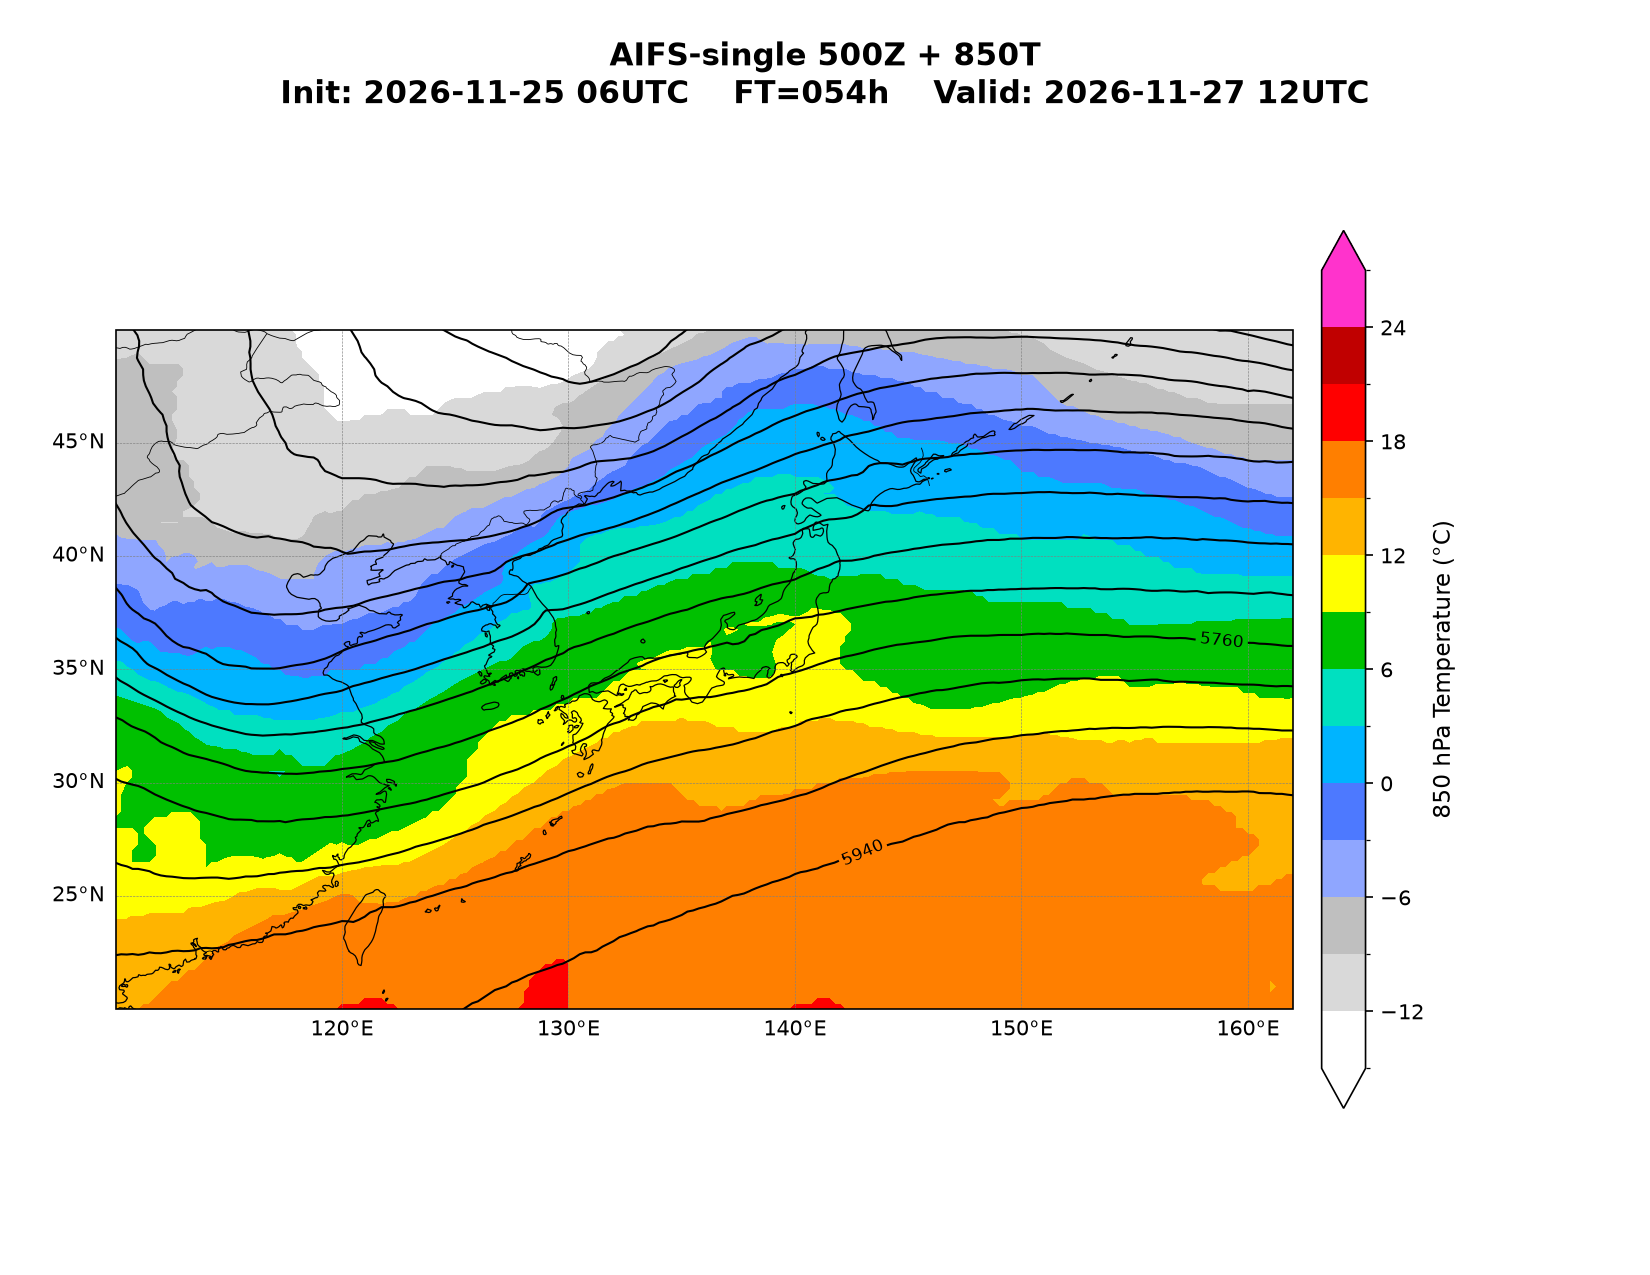 AIFS-single 500Z + 850T
Init: 2026-11-25 06UTC    FT=054h    Valid: 2026-11-27 12UTC
45°N
40°N
35°N
30°N
25°N
120°E
130°E
140°E
150°E
160°E
5760
5940
24
18
12
6
0
−6
−12
850 hPa Temperature (°C)